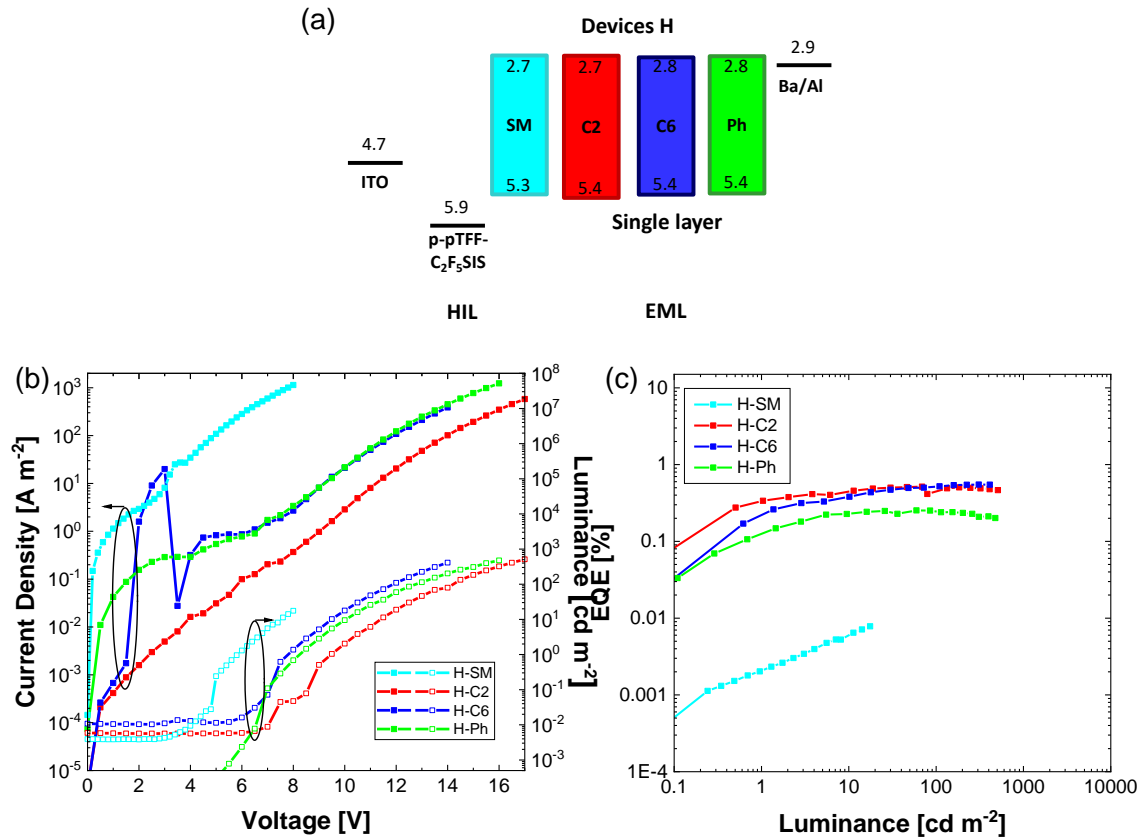 (a)
Devices H
2.9
Ba/Al
2.7 2.7 2.8 2.8
SM C2 C6 Ph
4.7
ITO
5.3 5.4 5.4 5.4
5.9
Single layer
p-pTFF-
C₂F₅SIS
HIL EML
(b)
Current Density [A m⁻²]
10³
10²
10¹
10⁰
10⁻¹
10⁻²
10⁻³
10⁻⁴
10⁻⁵
0 2 4 6 8 10 12 14 16
Voltage [V]
10⁸
10⁷
10⁶
10⁵
10⁴
10³
10²
10¹
10⁰
10⁻¹
10⁻²
10⁻³
Luminance [cd m⁻²]
H-SM H-SM
H-C2 H-C2
H-C6 H-C6
H-Ph H-Ph
(c)
EQE [%]
10
1
0.1
0.01
0.001
1E-4
0.1 1 10 100 1000 10000
Luminance [cd m⁻²]
H-SM
H-C2
H-C6
H-Ph